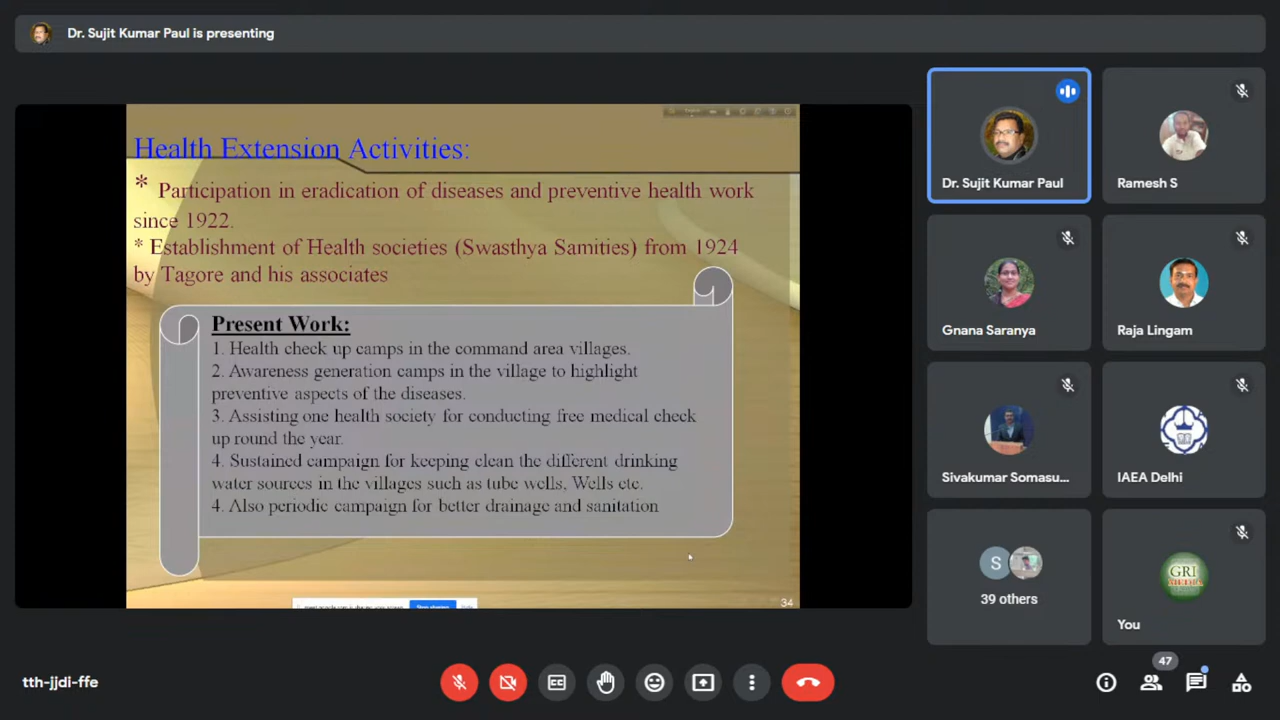 Dr. Sujit Kumar Paul is presenting
Health Extension Activities:
* Participation in eradication of diseases and preventive health work
since 1922.
* Establishment of Health societies (Swasthya Samities) from 1924
by Tagore and his associates
Present Work:
1. Health check up camps in the command area villages.
2. Awareness generation camps in the village to highlight
preventive aspects of the diseases.
3. Assisting one health society for conducting free medical check
up round the year.
4. Sustained campaign for keeping clean the different drinking
water sources in the villages such as tube wells, Wells etc.
4. Also periodic campaign for better drainage and sanitation
34
Dr. Sujit Kumar Paul
Ramesh S
Gnana Saranya
Raja Lingam
Sivakumar Somasu...
IAEA Delhi
S
39 others
GRI
You
tth-jjdi-ffe
CC
47